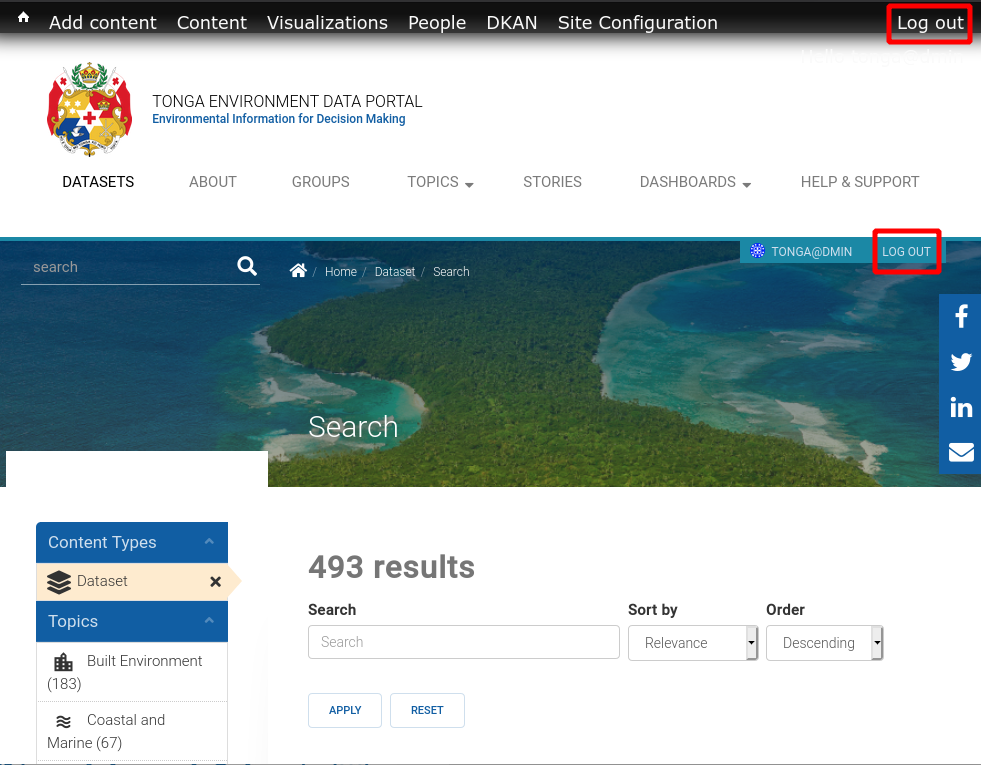 Add content Content Visualizations People DKAN Site Configuration Log out
Hello tonga@dmin
TONGA ENVIRONMENT DATA PORTAL
Environmental Information for Decision Making
DATASETS ABOUT GROUPS TOPICS STORIES DASHBOARDS HELP & SUPPORT
TONGA@DMIN LOG OUT
search
/ Home / Dataset / Search
Search
Content Types
Dataset
Topics
Built Environment
(183)
Coastal and
Marine (67)
493 results
Search Sort by Order
Search Relevance Descending
APPLY RESET